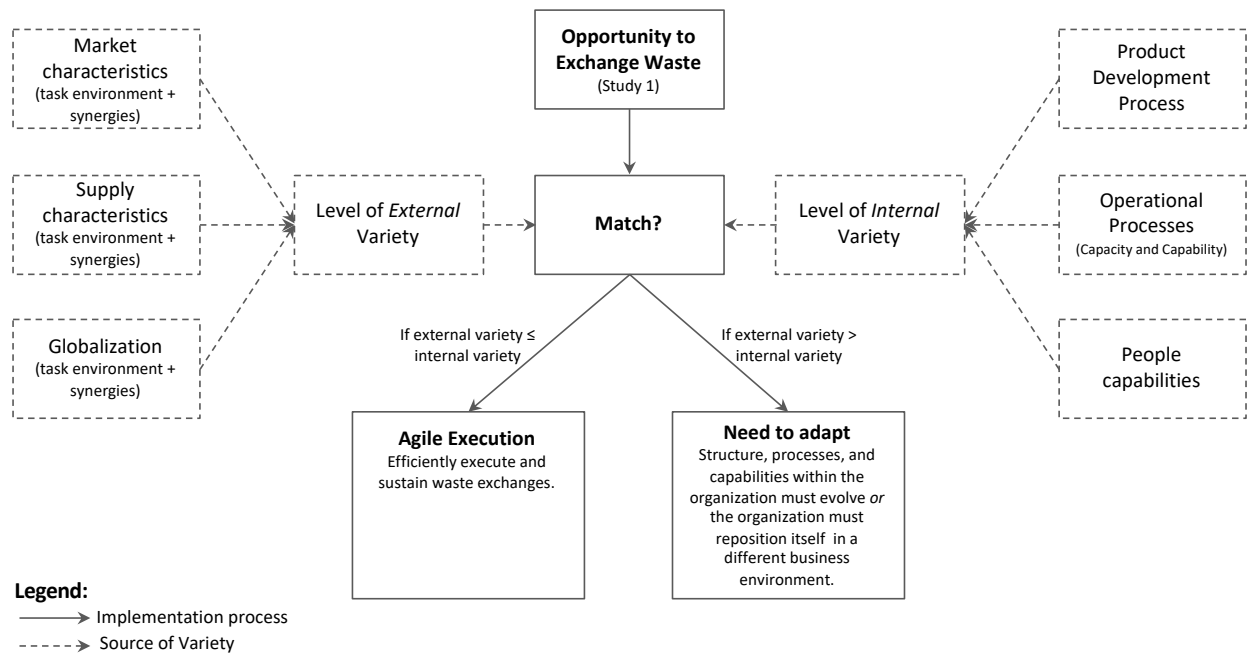 Market
characteristics
(task environment +
synergies)
Supply
characteristics
(task environment +
synergies)
Globalization
(task environment +
synergies)
Level of External
Variety
Opportunity to
Exchange Waste
(Study 1)
Match?
Level of Internal
Variety
Product
Development
Process
Operational
Processes
(Capacity and Capability)
People
capabilities
If external variety ≤
internal variety
If external variety >
internal variety
Agile Execution
Efficiently execute and
sustain waste exchanges.
Need to adapt
Structure, processes, and
capabilities within the
organization must evolve or
the organization must
reposition itself in a
different business
environment.
Legend:
Implementation process
Source of Variety